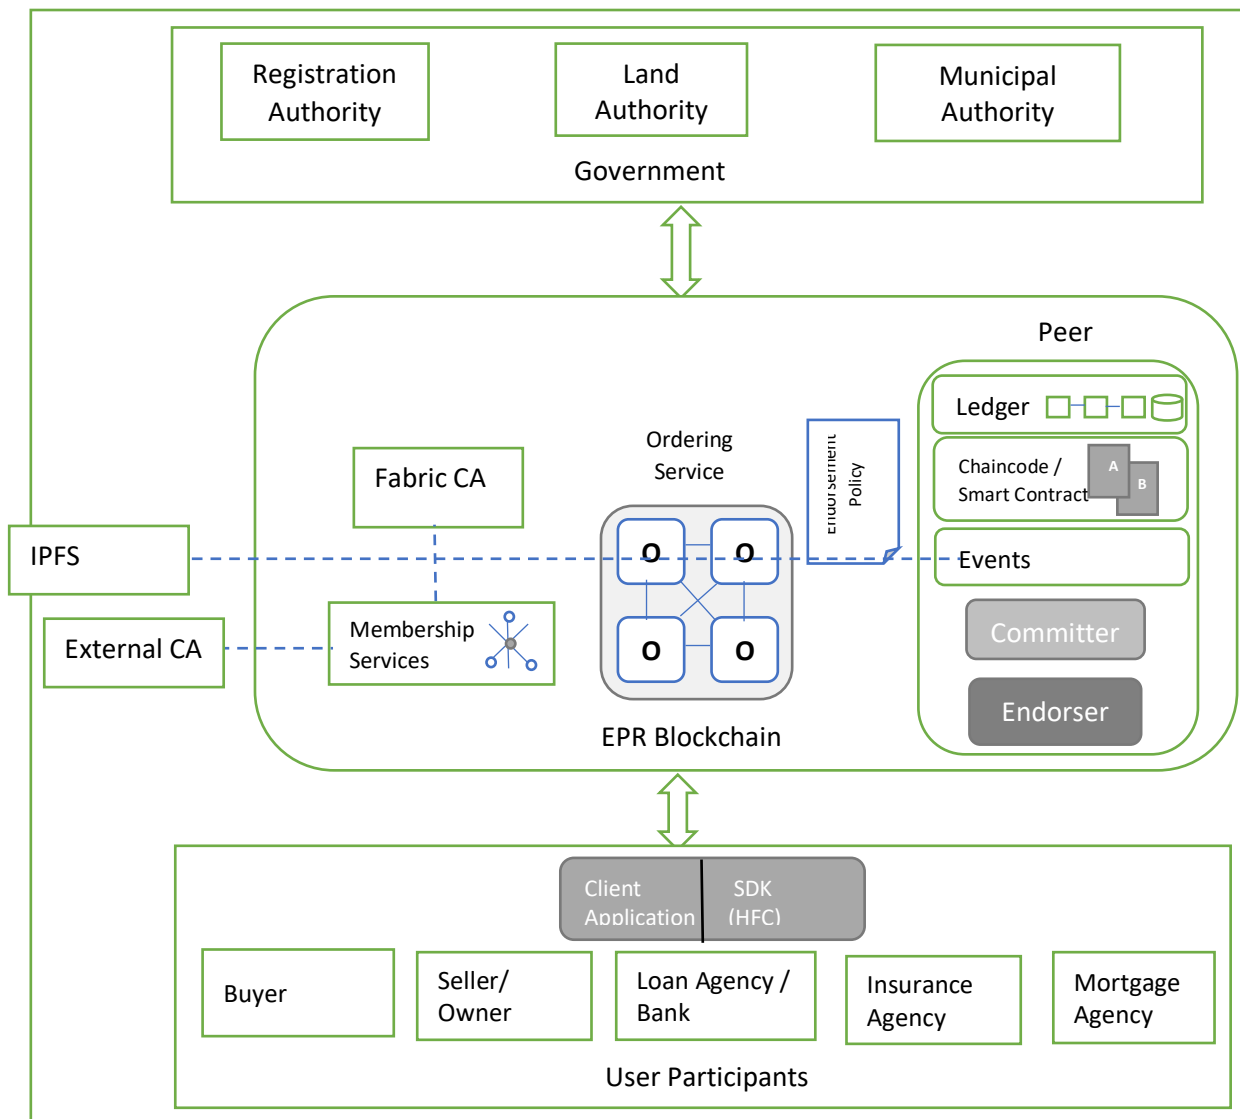 Registration
Authority
Land
Authority
Municipal
Authority
Government
Peer
Ledger
Chaincode /
Smart Contract
A
B
Events
Committer
Endorser
Endorsement
Policy
Ordering
Service
O
O
O
O
EPR Blockchain
Fabric CA
Membership
Services
IPFS
External CA
Client
Application
SDK
(HFC)
Buyer
Seller/
Owner
Loan Agency /
Bank
Insurance
Agency
Mortgage
Agency
User Participants